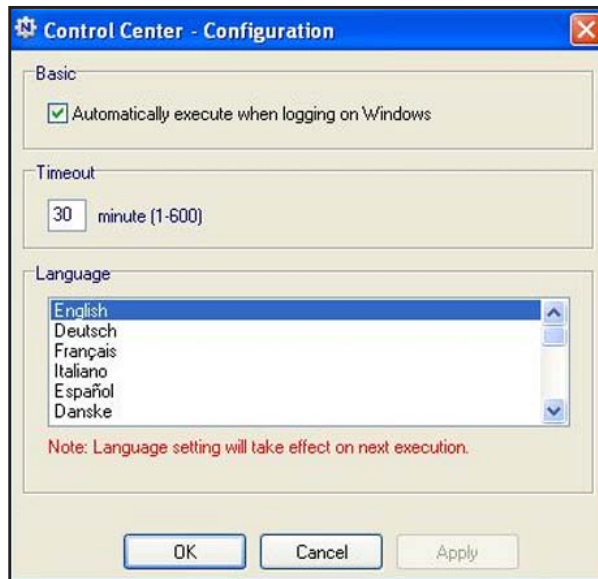 Control Center - Configuration
Basic
Automatically execute when logging on Windows
Timeout
30 minute (1-600)
Language
English
Deutsch
Français
Italiano
Español
Danske
Note: Language setting will take effect on next execution.
OK Cancel Apply